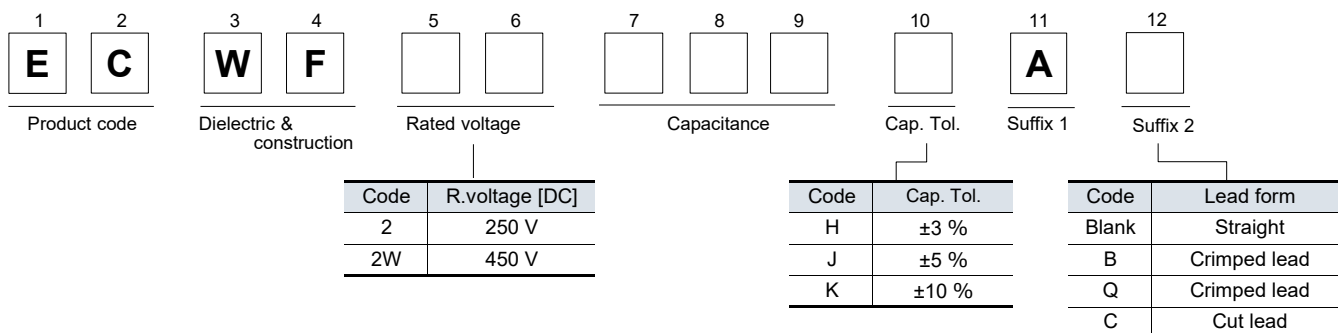 1 2 3 4 5 6 7 8 9 10 11 12
E C W F A
Product code Dielectric & construction Rated voltage Capacitance Cap. Tol. Suffix 1 Suffix 2
Code R.voltage [DC]
2 250 V
2W 450 V
Code Cap. Tol.
H ±3 %
J ±5 %
K ±10 %
Code Lead form
Blank Straight
B Crimped lead
Q Crimped lead
C Cut lead